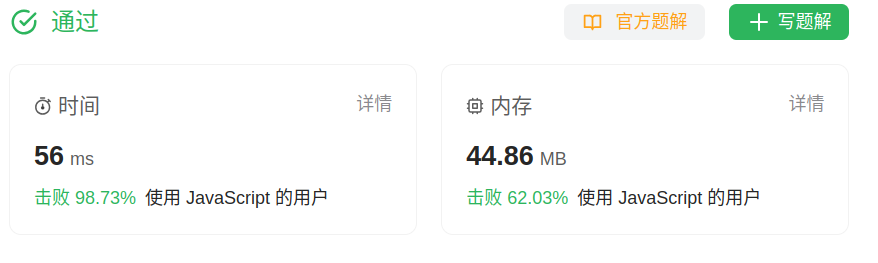 通过
官方题解
写题解
时间
详情
56 ms
击败 98.73% 使用 JavaScript 的用户
内存
详情
44.86 MB
击败 62.03% 使用 JavaScript 的用户